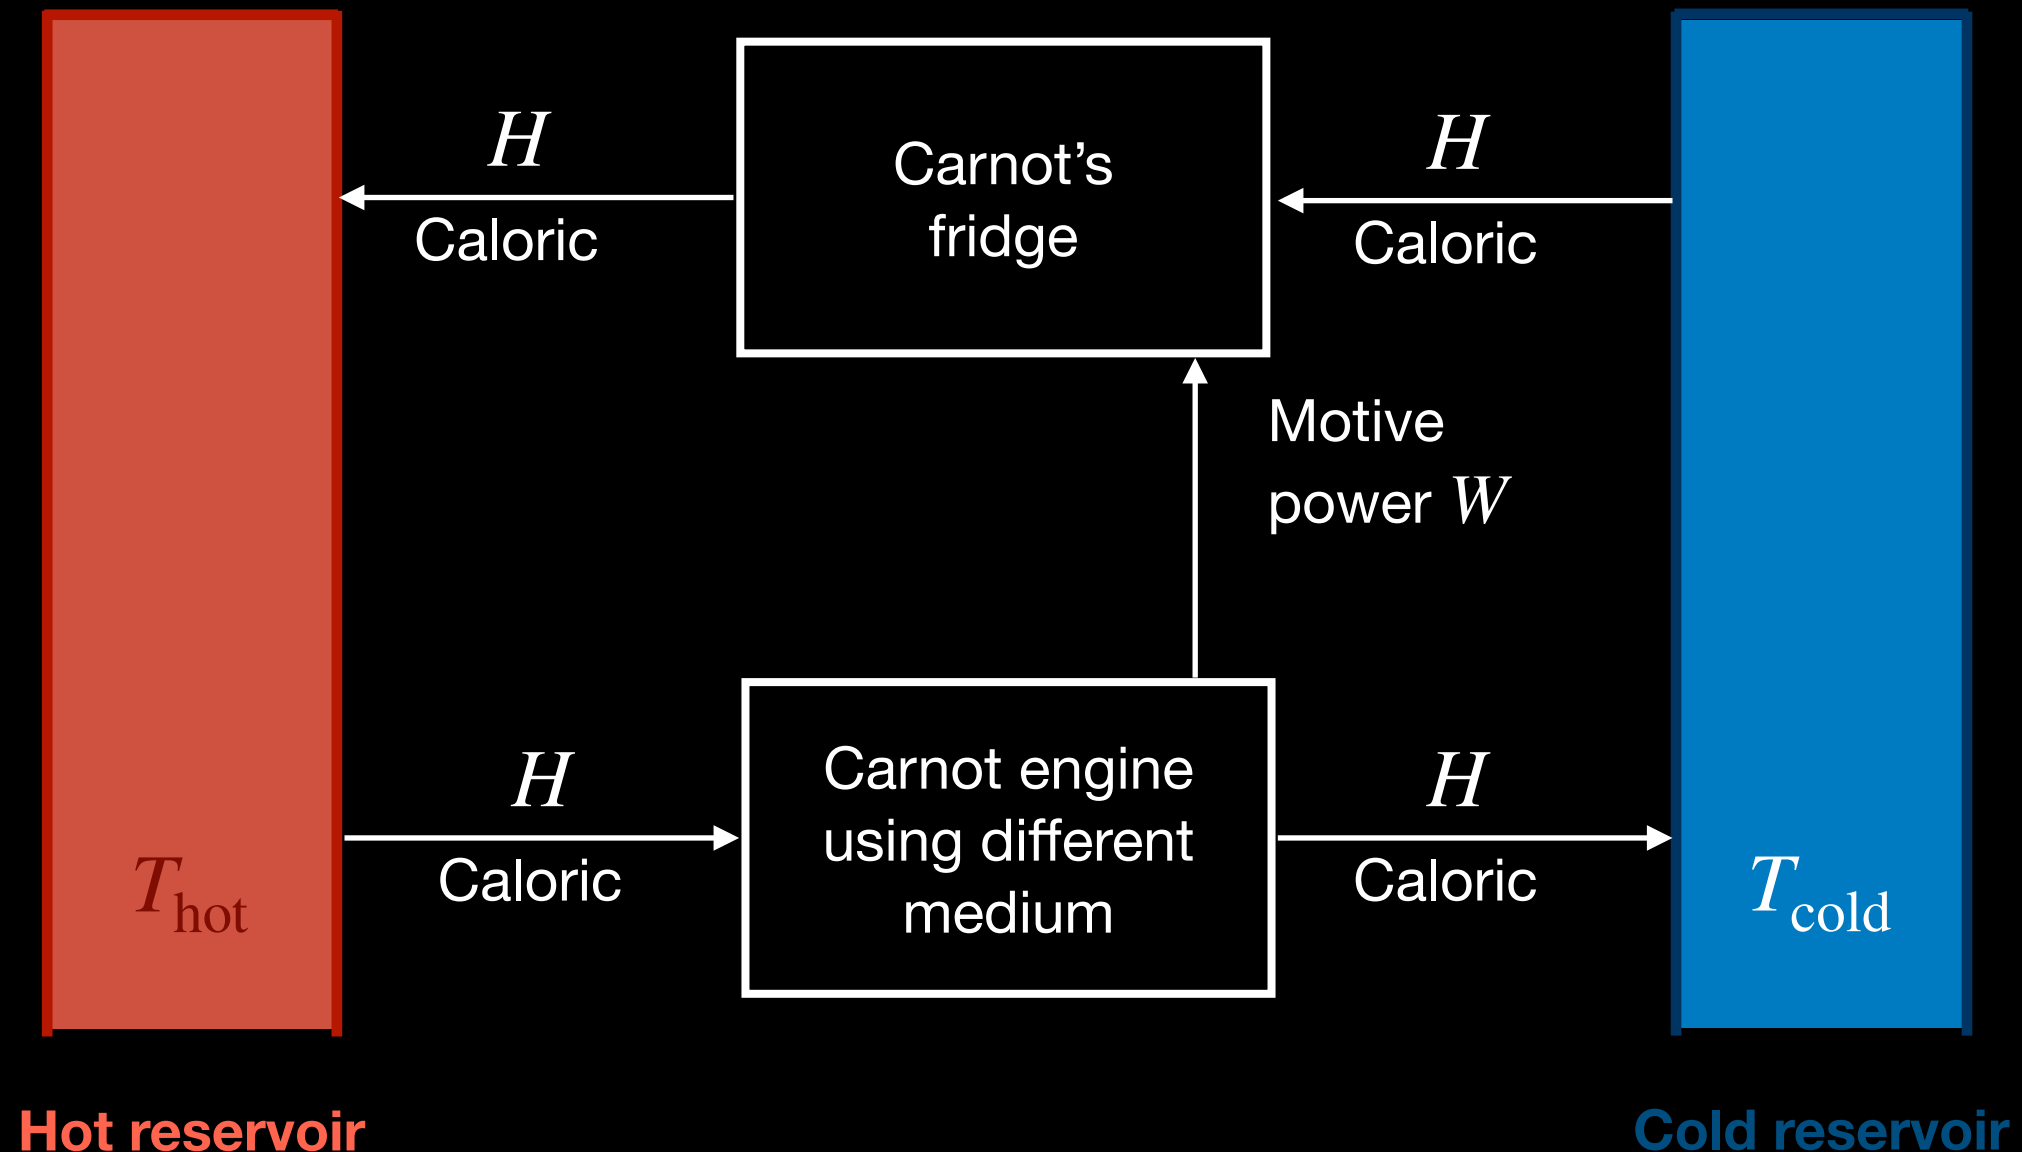 H
Caloric
Carnot's
fridge
H
Caloric
Motive
power W
H
Caloric
Carnot engine
using different
medium
H
Caloric
T_hot
T_cold
Hot reservoir
Cold reservoir